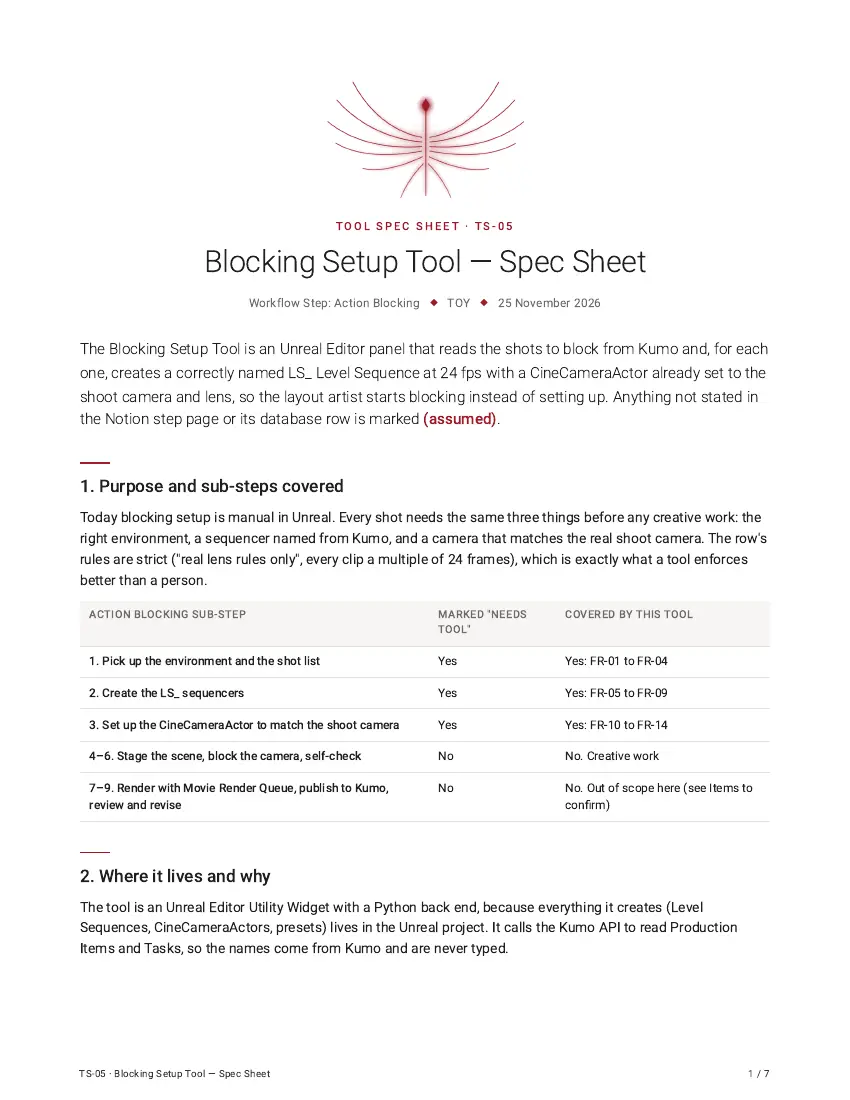 TOOL SPEC SHEET · TS-05
Blocking Setup Tool — Spec Sheet
Workflow Step: Action Blocking ◆ TOY ◆ 25 November 2026
The Blocking Setup Tool is an Unreal Editor panel that reads the shots to block from Kumo and, for each
one, creates a correctly named LS_ Level Sequence at 24 fps with a CineCameraActor already set to the
shoot camera and lens, so the layout artist starts blocking instead of setting up. Anything not stated in
the Notion step page or its database row is marked (assumed).
1. Purpose and sub-steps covered
Today blocking setup is manual in Unreal. Every shot needs the same three things before any creative work: the
right environment, a sequencer named from Kumo, and a camera that matches the real shoot camera. The row's
rules are strict ("real lens rules only", every clip a multiple of 24 frames), which is exactly what a tool enforces
better than a person.
ACTION BLOCKING SUB-STEP MARKED "NEEDS COVERED BY THIS TOOL
TOOL"
1. Pick up the environment and the shot list Yes Yes: FR-01 to FR-04
2. Create the LS_ sequencers Yes Yes: FR-05 to FR-09
3. Set up the CineCameraActor to match the shoot camera Yes Yes: FR-10 to FR-14
4–6. Stage the scene, block the camera, self-check No No. Creative work
7–9. Render with Movie Render Queue, publish to Kumo, No No. Out of scope here (see Items to
review and revise confirm)
2. Where it lives and why
The tool is an Unreal Editor Utility Widget with a Python back end, because everything it creates (Level
Sequences, CineCameraActors, presets) lives in the Unreal project. It calls the Kumo API to read Production
Items and Tasks, so the names come from Kumo and are never typed.
TS-05 · Blocking Setup Tool — Spec Sheet 1 / 7